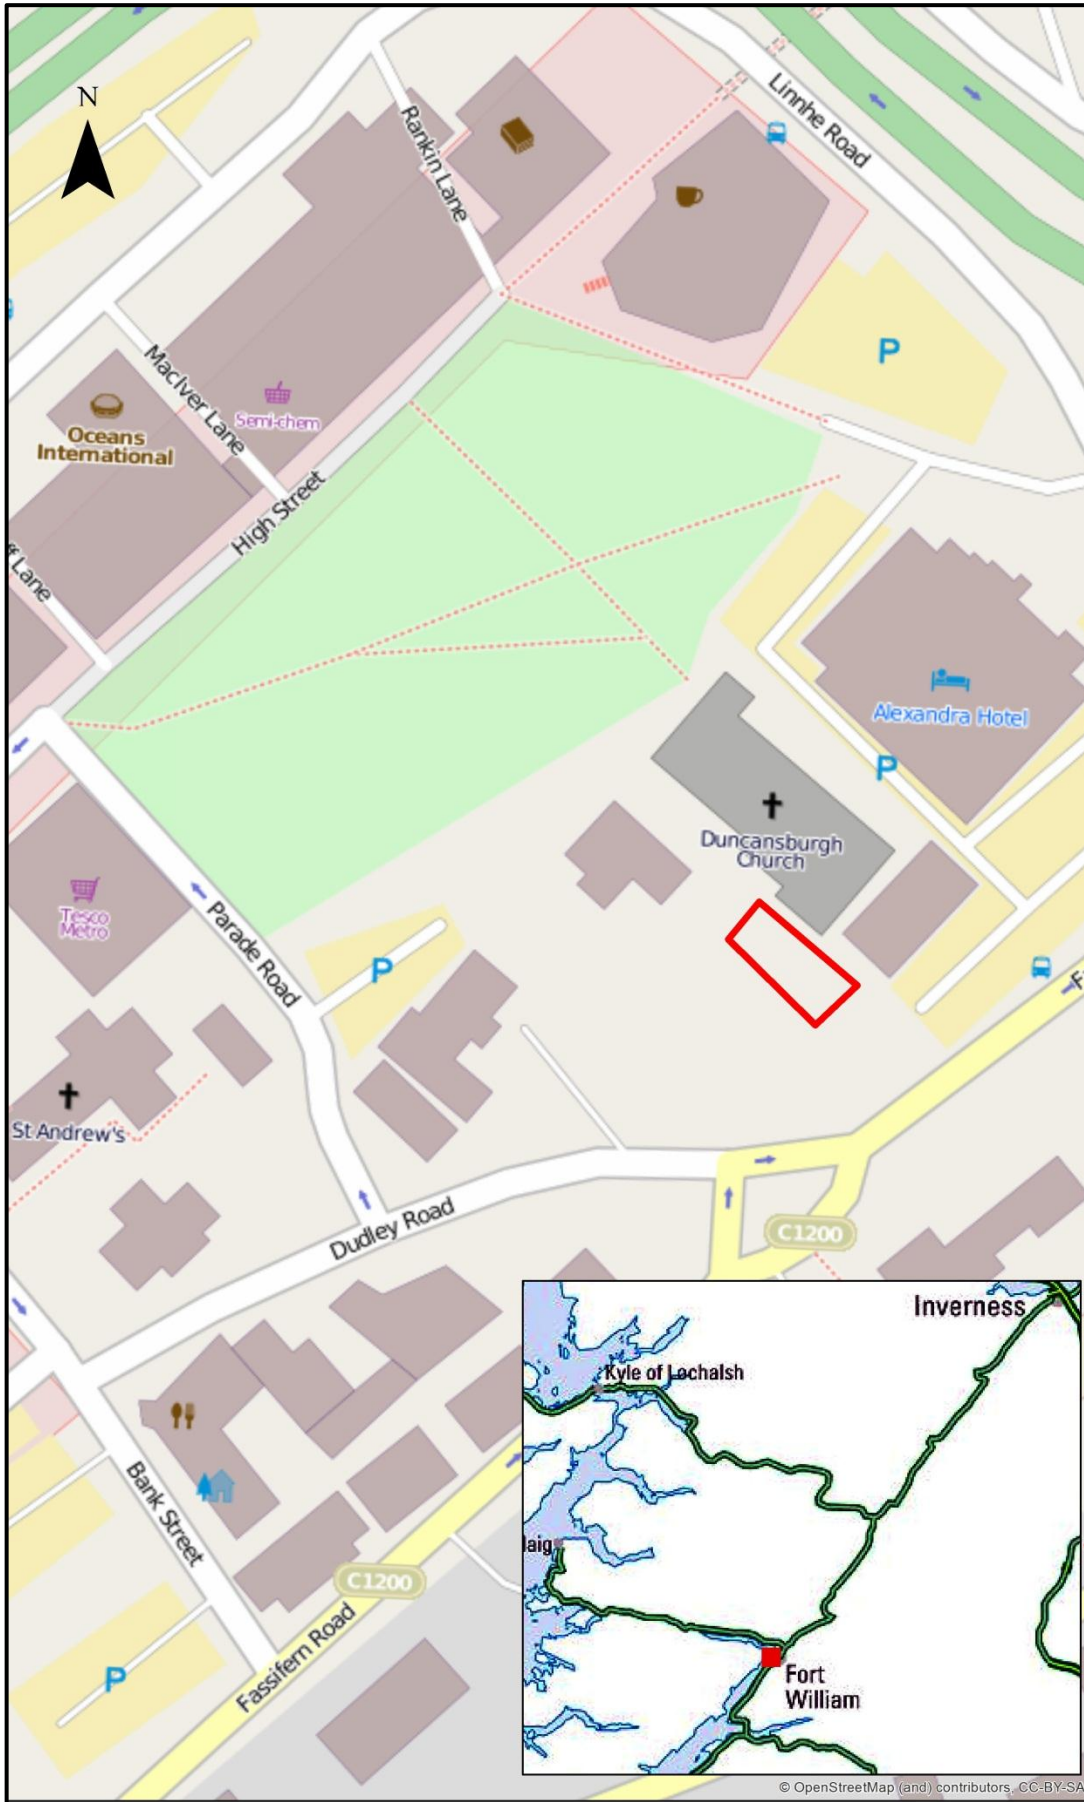 N
Linnhe Road
Rankin Lane
P
MacIver Lane
Semi-chem
Oceans
International
High Street
ff Lane
Alexandra Hotel
P
Duncansburgh
Church
Tesco
Metro
Parade Road
P
St Andrew's
Dudley Road
C1200
Inverness
Kyle of Lochalsh
laig
Fort
William
Bank Street
C1200
Fassifern Road
P
© OpenStreetMap (and) contributors, CC-BY-SA